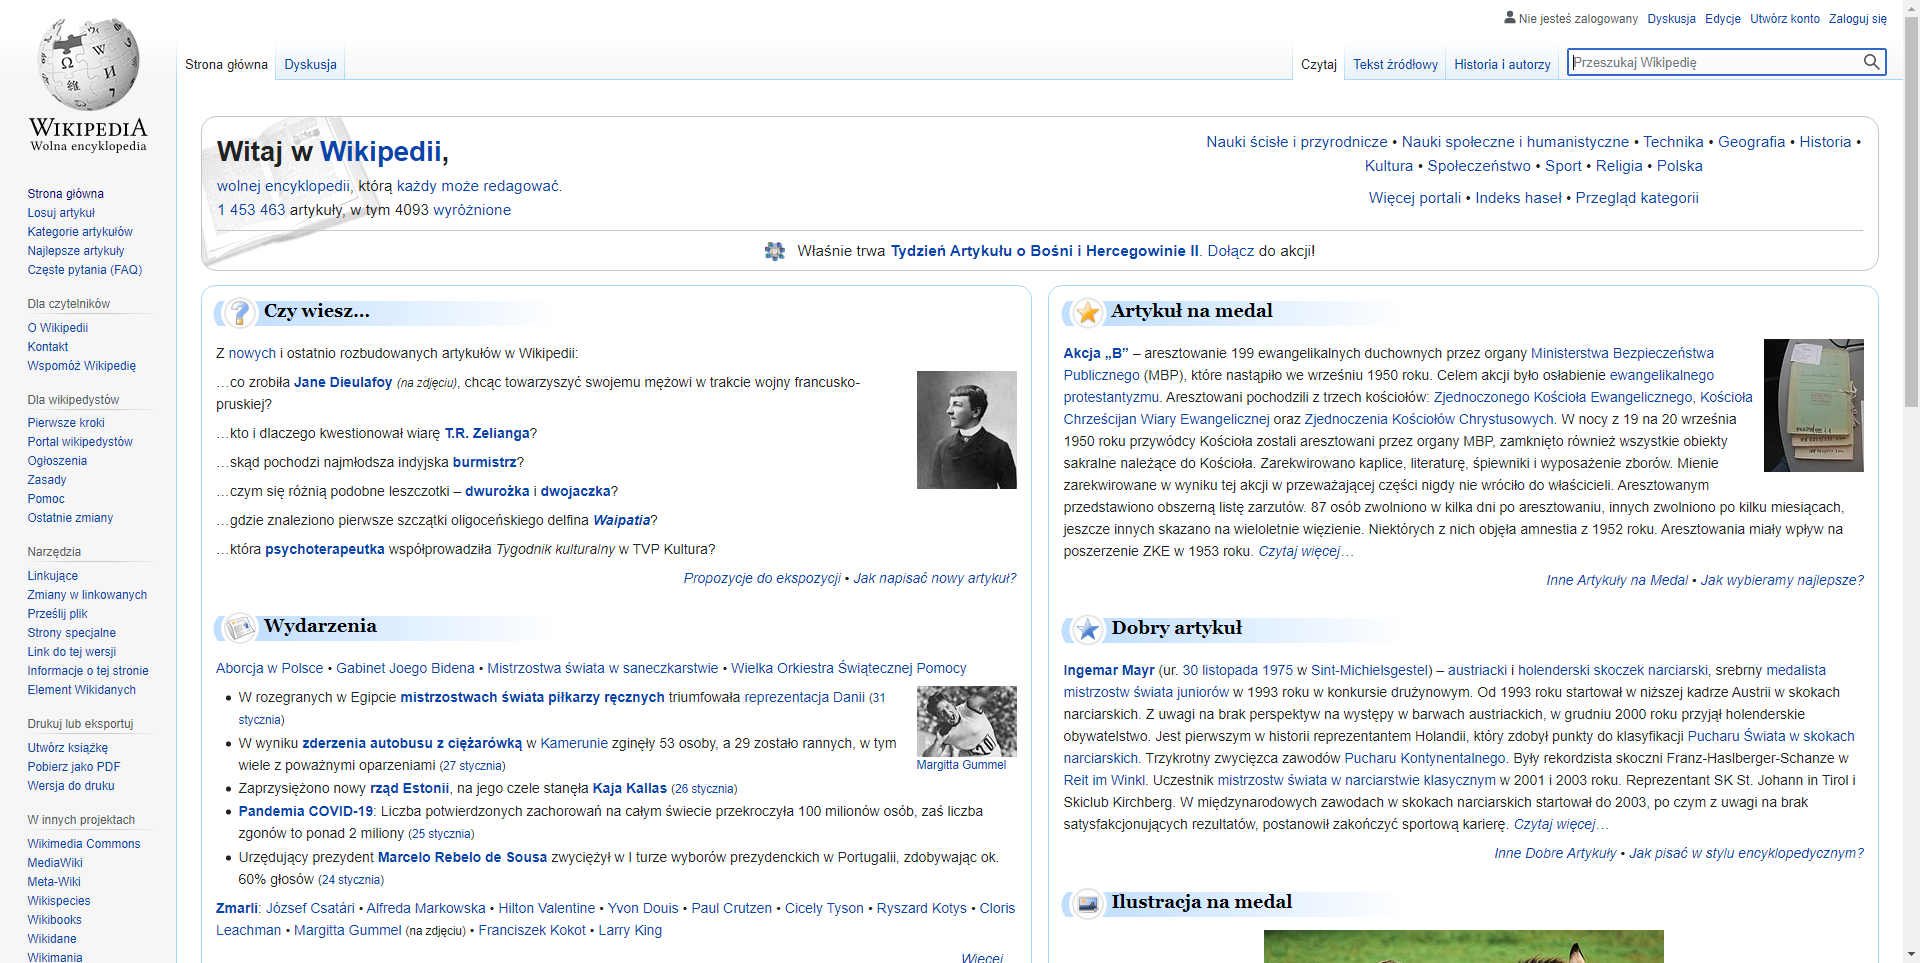 Nie jesteś zalogowany Dyskusja Edycje Utwórz konto Zaloguj się
Strona główna Dyskusja Czytaj Tekst źródłowy Historia i autorzy Przeszukaj Wikipedię
WIKIPEDIA
Wolna encyklopedia
Strona główna
Losuj artykuł
Kategorie artykułów
Najlepsze artykuły
Częste pytania (FAQ)
Dla czytelników
O Wikipedii
Kontakt
Wspomóż Wikipedię
Dla wikipedystów
Pierwsze kroki
Portal wikipedystów
Ogłoszenia
Zasady
Pomoc
Ostatnie zmiany
Narzędzia
Linkujące
Zmiany w linkowanych
Prześlij plik
Strony specjalne
Link do tej wersji
Informacje o tej stronie
Element Wikidanych
Drukuj lub eksportuj
Utwórz książkę
Pobierz jako PDF
Wersja do druku
W innych projektach
Wikimedia Commons
MediaWiki
Meta-Wiki
Wikispecies
Wikibooks
Wikidane
Wikimania
Witaj w Wikipedii,
wolnej encyklopedii, którą każdy może redagować.
1 453 463 artykuły, w tym 4093 wyróżnione
Nauki ścisłe i przyrodnicze • Nauki społeczne i humanistyczne • Technika • Geografia • Historia •
Kultura • Społeczeństwo • Sport • Religia • Polska
Więcej portali • Indeks haseł • Przegląd kategorii
Właśnie trwa Tydzień Artykułu o Bośni i Hercegowinie II. Dołącz do akcji!
Czy wiesz...
Z nowych i ostatnio rozbudowanych artykułów w Wikipedii:
…co zrobiła Jane Dieulafoy (na zdjęciu), chcąc towarzyszyć swojemu mężowi w trakcie wojny francusko-
pruskiej?
…kto i dlaczego kwestionował wiarę T.R. Zelianga?
…skąd pochodzi najmłodsza indyjska burmistrz?
…czym się różnią podobne leszczotki – dwurożka i dwojaczka?
…gdzie znaleziono pierwsze szczątki oligoceńskiego delfina Waipatia?
…która psychoterapeutka współprowadziła Tygodnik kulturalny w TVP Kultura?
Propozycje do ekspozycji • Jak napisać nowy artykuł?
Wydarzenia
Aborcja w Polsce • Gabinet Joego Bidena • Mistrzostwa świata w saneczkarstwie • Wielka Orkiestra Świątecznej Pomocy
• W rozegranych w Egipcie mistrzostwach świata piłkarzy ręcznych triumfowała reprezentacja Danii (31
stycznia)
• W wyniku zderzenia autobusu z ciężarówką w Kamerunie zginęły 53 osoby, a 29 zostało rannych, w tym
wiele z poważnymi oparzeniami (27 stycznia)
Margitta Gummel
• Zaprzysiężono nowy rząd Estonii, na jego czele stanęła Kaja Kallas (26 stycznia)
• Pandemia COVID-19: Liczba potwierdzonych zachorowań na całym świecie przekroczyła 100 milionów osób, zaś liczba
zgonów to ponad 2 miliony (25 stycznia)
• Urzędujący prezydent Marcelo Rebelo de Sousa zwyciężył w I turze wyborów prezydenckich w Portugalii, zdobywając ok.
60% głosów (24 stycznia)
Zmarli: József Csatári • Alfreda Markowska • Hilton Valentine • Yvon Douis • Paul Crutzen • Cicely Tyson • Ryszard Kotys • Cloris
Leachman • Margitta Gummel (na zdjęciu) • Franciszek Kokot • Larry King
Więcej
Artykuł na medal
Akcja „B” – aresztowanie 199 ewangelikalnych duchownych przez organy Ministerstwa Bezpieczeństwa
Publicznego (MBP), które nastąpiło we wrześniu 1950 roku. Celem akcji było osłabienie ewangelikalnego
protestantyzmu. Aresztowani pochodzili z trzech kościołów: Zjednoczonego Kościoła Ewangelicznego, Kościoła
Chrześcijan Wiary Ewangelicznej oraz Zjednoczenia Kościołów Chrystusowych. W nocy z 19 na 20 września
1950 roku przywódcy Kościoła zostali aresztowani przez organy MBP, zamknięto również wszystkie obiekty
sakralne należące do Kościoła. Zarekwirowano kaplice, literaturę, śpiewniki i wyposażenie zborów. Mienie
zarekwirowane w wyniku tej akcji w przeważającej części nigdy nie wróciło do właścicieli. Aresztowanym
przedstawiono obszerną listę zarzutów. 87 osób zwolniono w kilka dni po aresztowaniu, innych zwolniono po kilku miesiącach,
jeszcze innych skazano na wieloletnie więzienie. Niektórych z nich objęła amnestia z 1952 roku. Aresztowania miały wpływ na
poszerzenie ZKE w 1953 roku. Czytaj więcej…
Inne Artykuły na Medal • Jak wybieramy najlepsze?
Dobry artykuł
Ingemar Mayr (ur. 30 listopada 1975 w Sint-Michielsgestel) – austriacki i holenderski skoczek narciarski, srebrny medalista
mistrzostw świata juniorów w 1993 roku w konkursie drużynowym. Od 1993 roku startował w niższej kadrze Austrii w skokach
narciarskich. Z uwagi na brak perspektyw na występy w barwach austriackich, w grudniu 2000 roku przyjął holenderskie
obywatelstwo. Jest pierwszym w historii reprezentantem Holandii, który zdobył punkty do klasyfikacji Pucharu Świata w skokach
narciarskich. Trzykrotny zwycięzca zawodów Pucharu Kontynentalnego. Były rekordzista skoczni Franz-Haslberger-Schanze w
Reit im Winkl. Uczestnik mistrzostw świata w narciarstwie klasycznym w 2001 i 2003 roku. Reprezentant SK St. Johann in Tirol i
Skiclub Kirchberg. W międzynarodowych zawodach w skokach narciarskich startował do 2003, po czym z uwagi na brak
satysfakcjonujących rezultatów, postanowił zakończyć sportową karierę. Czytaj więcej…
Inne Dobre Artykuły • Jak pisać w stylu encyklopedycznym?
Ilustracja na medal